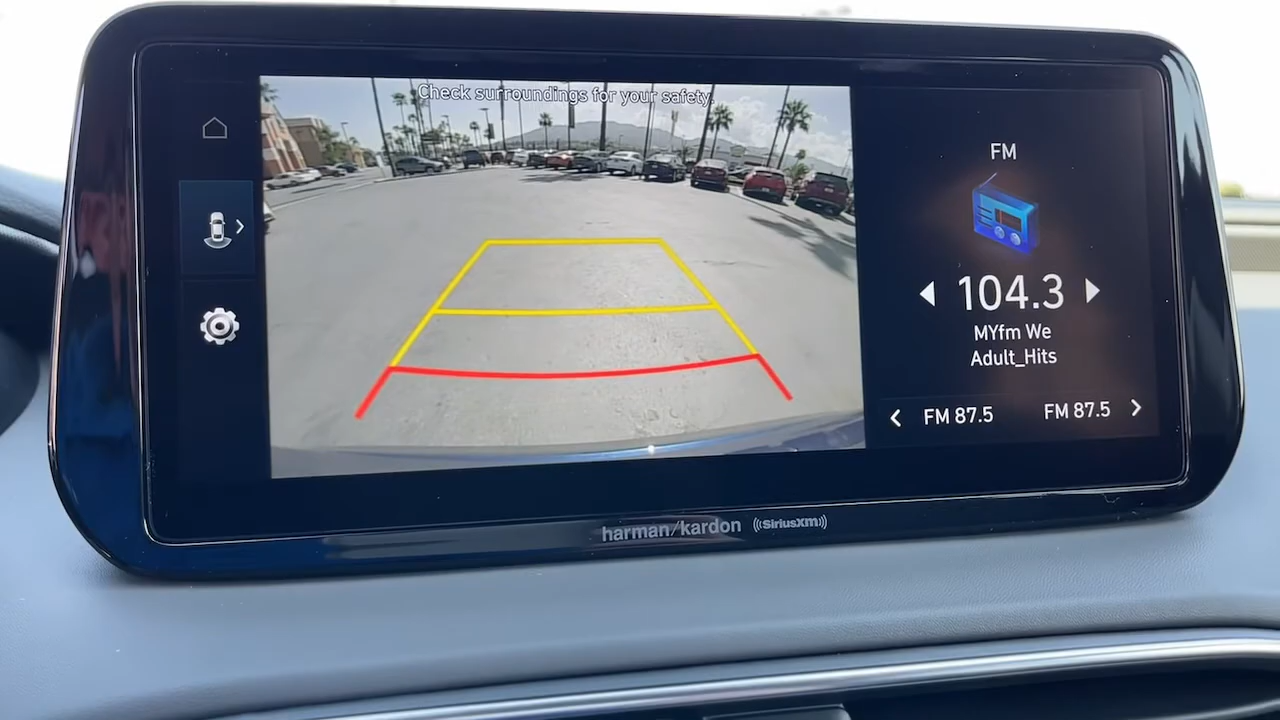 Check surroundings for your safety.
FM
104.3
MYfm We
Adult_Hits
FM 87.5
FM 87.5
harman/kardon
SiriusXM